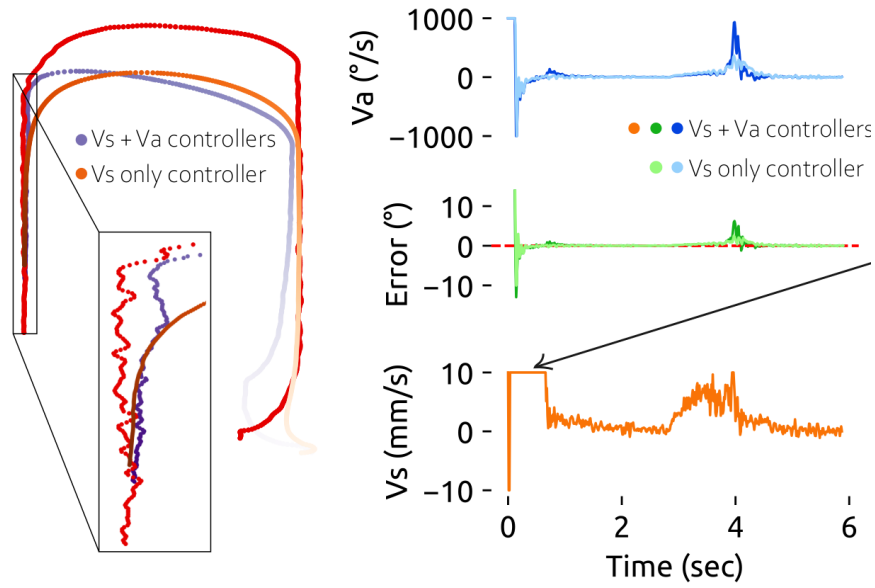 Vs + Va controllers
Vs only controller
Va (°/s)
1000
0
−1000
Vs + Va controllers
Vs only controller
Error (°)
10
0
−10
Vs (mm/s)
10
0
−10
0
2
4
6
Time (sec)